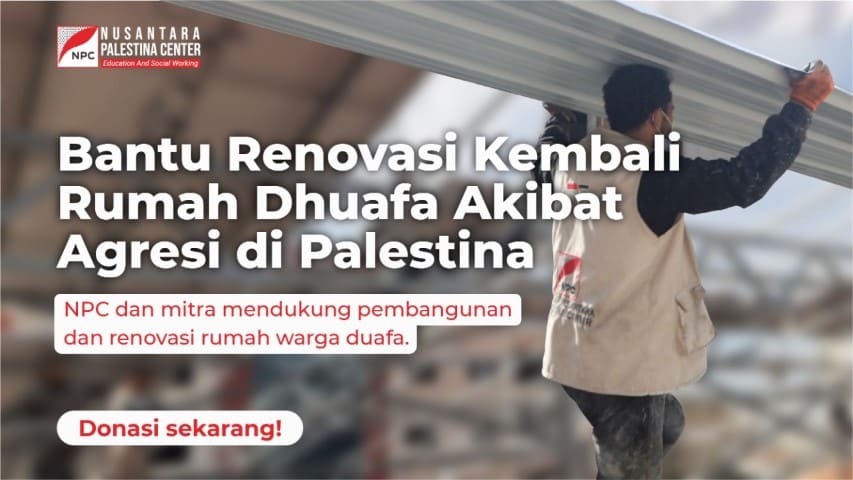 NUSANTARA
PALESTINA CENTER
NPC
Education And Social Working
Bantu Renovasi Kembali
Rumah Dhuafa Akibat
Agresi di Palestina
NPC dan mitra mendukung pembangunan
dan renovasi rumah warga duafa.
Donasi sekarang!
NPC